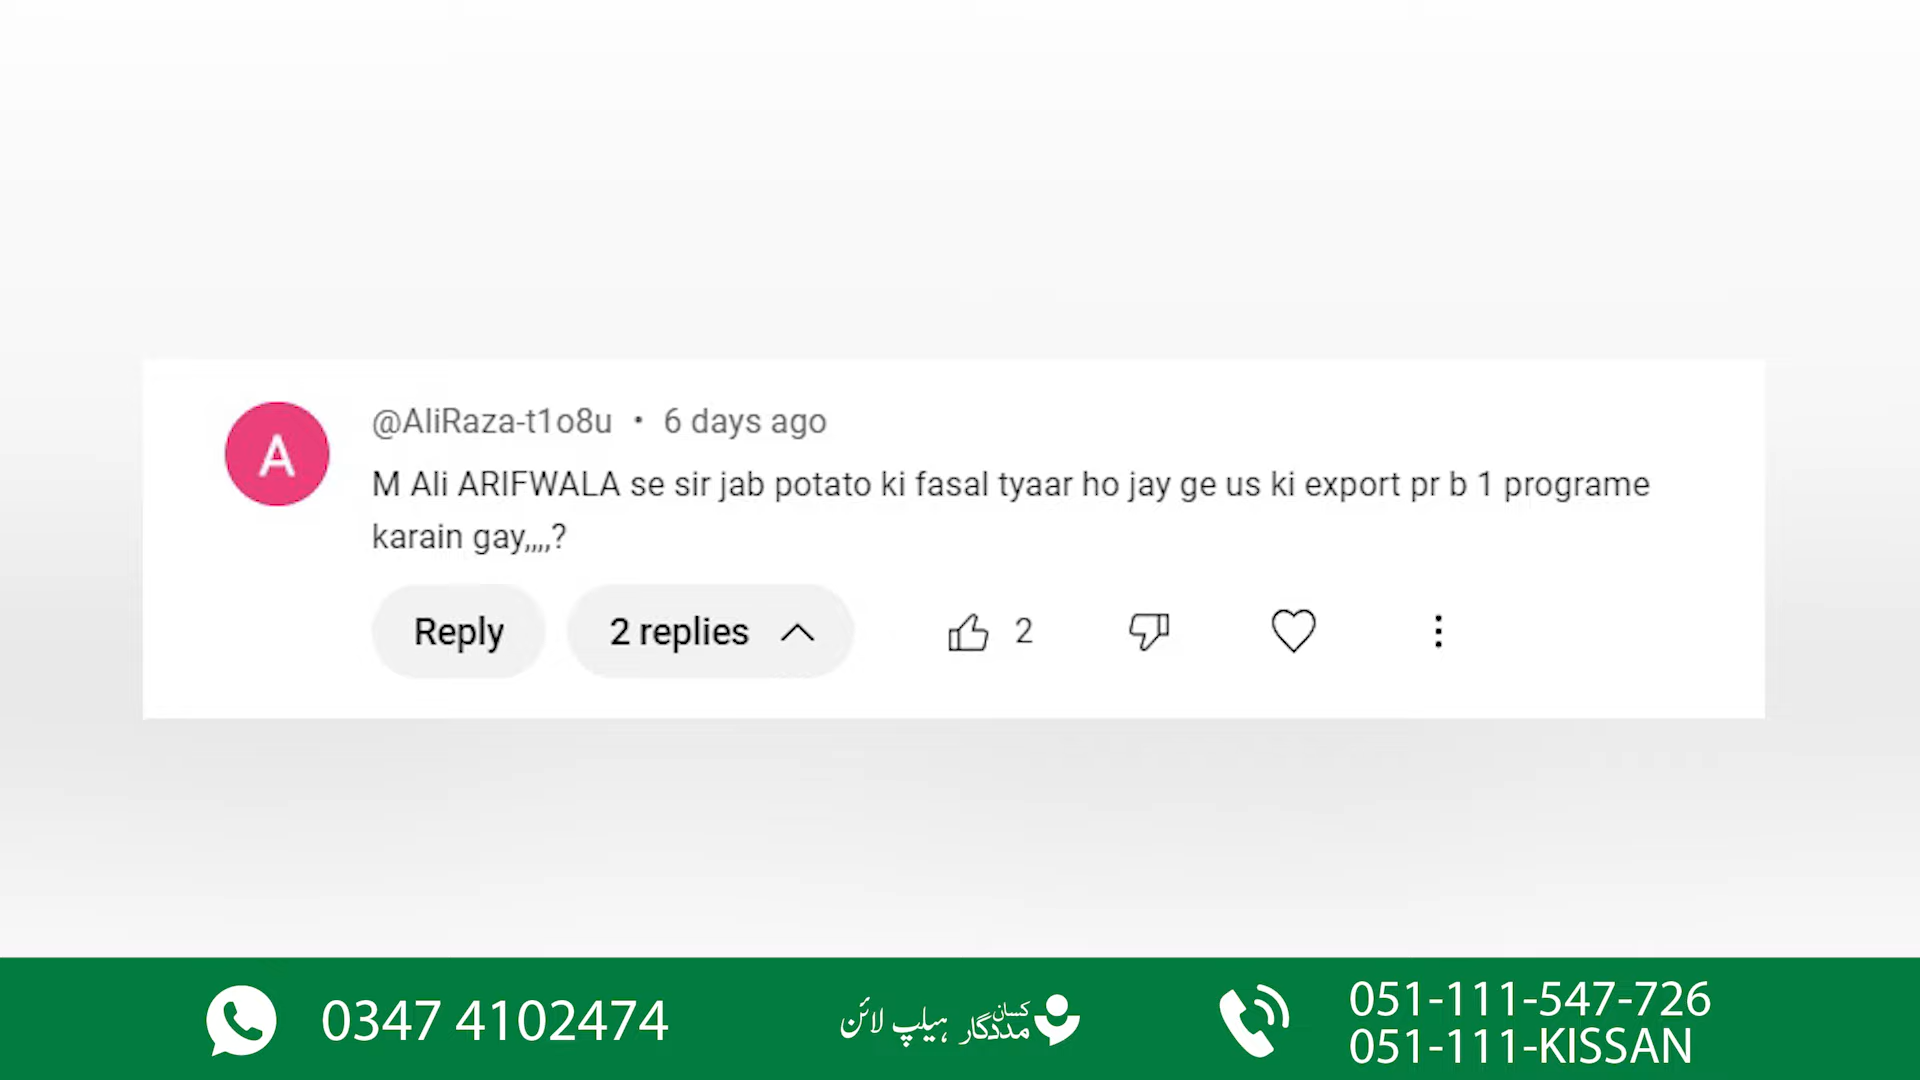 A
@AliRaza-t1o8u • 6 days ago
M Ali ARIFWALA se sir jab potato ki fasal tyaar ho jay ge us ki export pr b 1 programe
karain gay,,,,?
Reply
2 replies
2
0347 4102474
کسان مددگار ہیلپ لائن
051-111-547-726
051-111-KISSAN